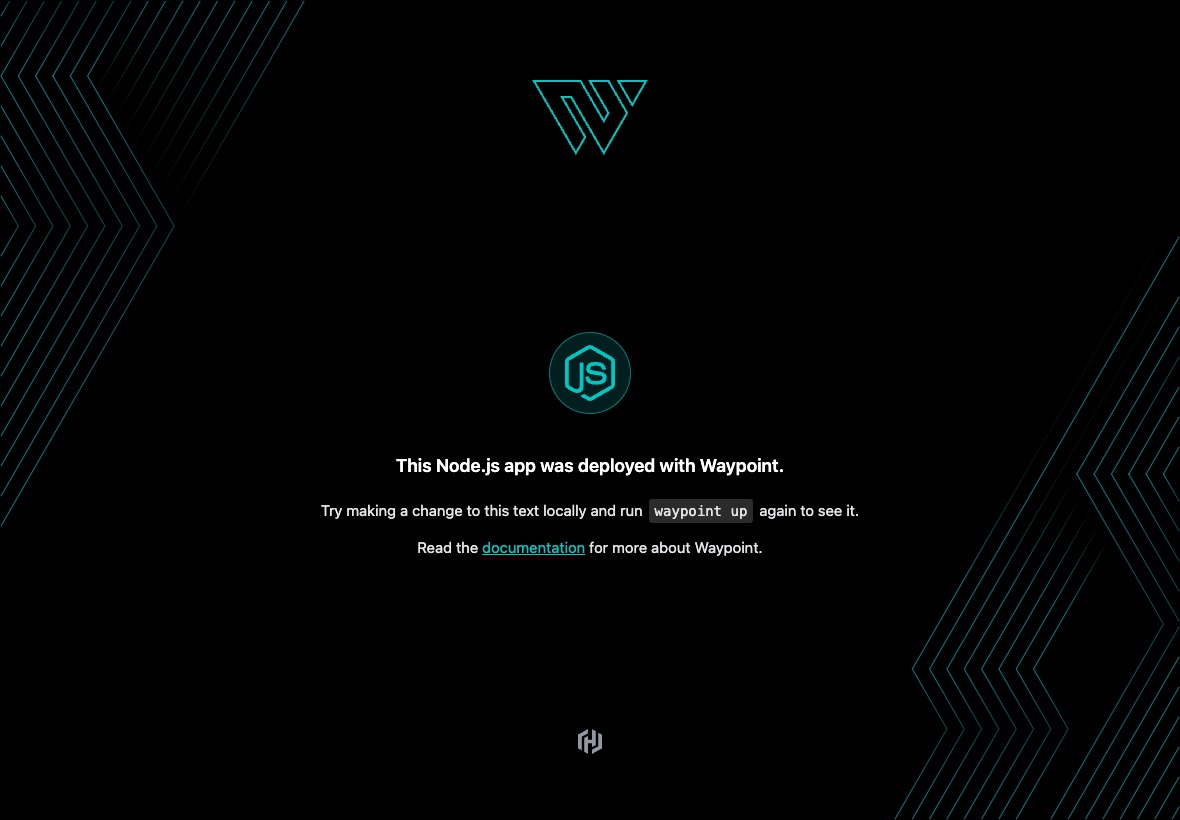 JS
This Node.js app was deployed with Waypoint.
Try making a change to this text locally and run waypoint up again to see it.
Read the documentation for more about Waypoint.